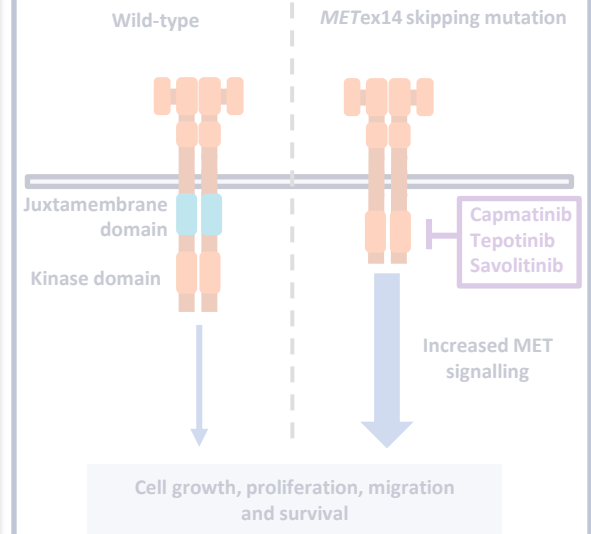 Wild-type
METex14 skipping mutation
Juxtamembrane
domain
Kinase domain
Capmatinib
Tepotinib
Savolitinib
Increased MET
signalling
Cell growth, proliferation, migration
and survival